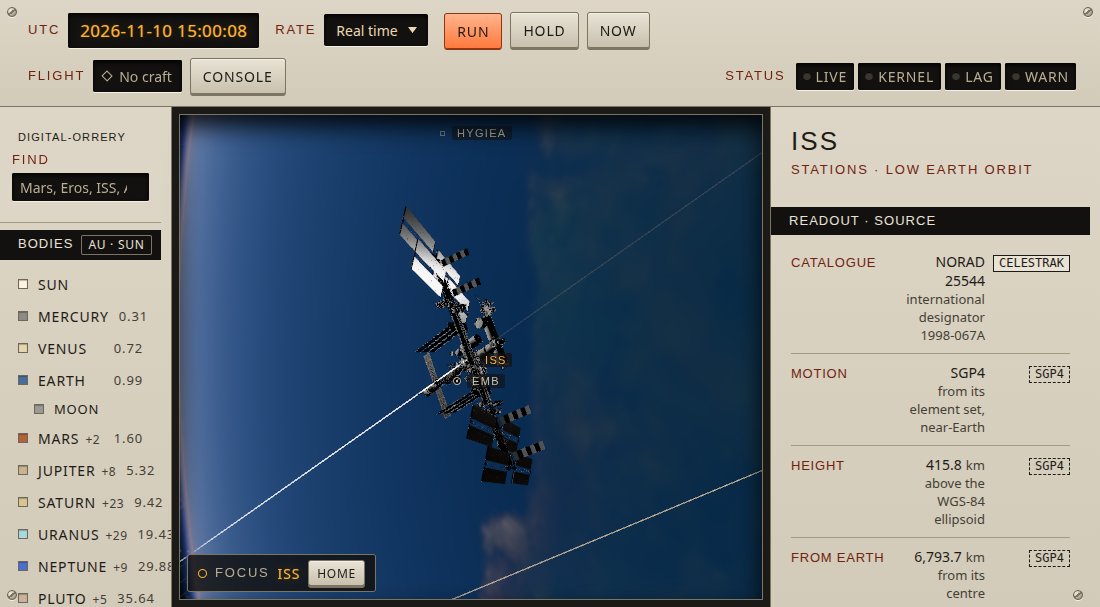 UTC 2026-11-10 15:00:08 RATE Real time RUN HOLD NOW
FLIGHT No craft CONSOLE STATUS LIVE KERNEL LAG WARN
DIGITAL-ORRERY
FIND
Mars, Eros, ISS,
BODIES AU · SUN
SUN
MERCURY 0.31
VENUS 0.72
EARTH 0.99
MOON
MARS +2 1.60
JUPITER +8 5.32
SATURN +23 9.42
URANUS +29 19.43
NEPTUNE +9 29.88
PLUTO +5 35.64
HYGIEA
ISS
EMB
FOCUS ISS HOME
ISS
STATIONS · LOW EARTH ORBIT
READOUT · SOURCE
CATALOGUE NORAD CELESTRAK
25544
international
designator
1998-067A
MOTION SGP4 SGP4
from its
element set,
near-Earth
HEIGHT 415.8 km SGP4
above the
WGS-84
ellipsoid
FROM EARTH 6,793.7 km SGP4
from its
centre